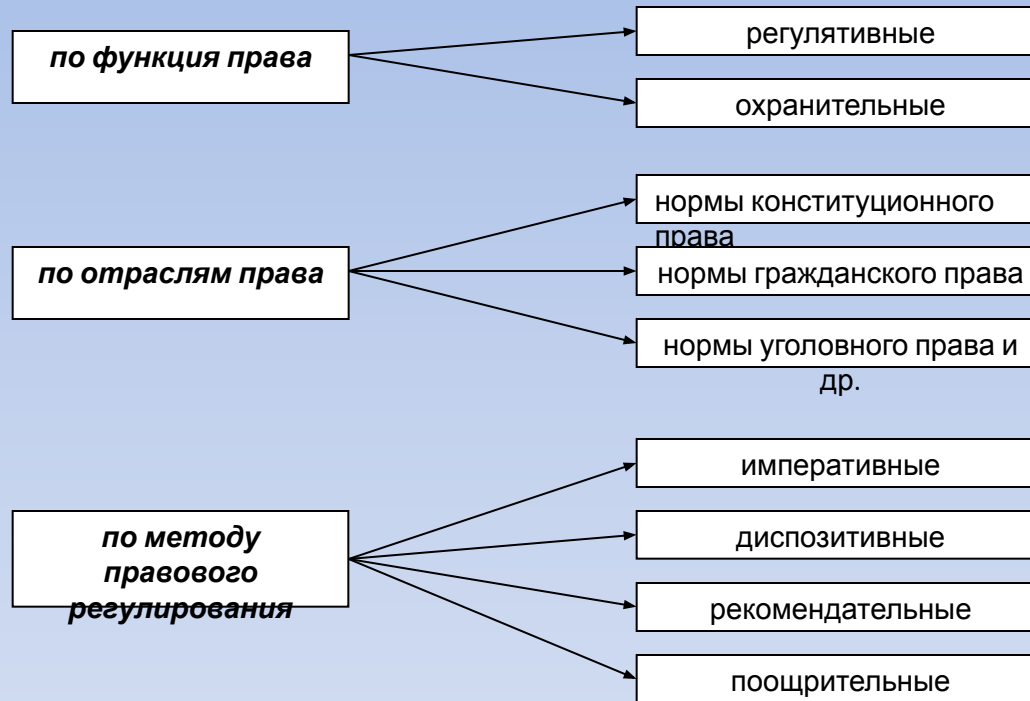 по функция права
регулятивные
охранительные
по отраслям права
нормы конституционного
права
нормы гражданского права
нормы уголовного права и
др.
по методу
правового
регулирования
императивные
диспозитивные
рекомендательные
поощрительные